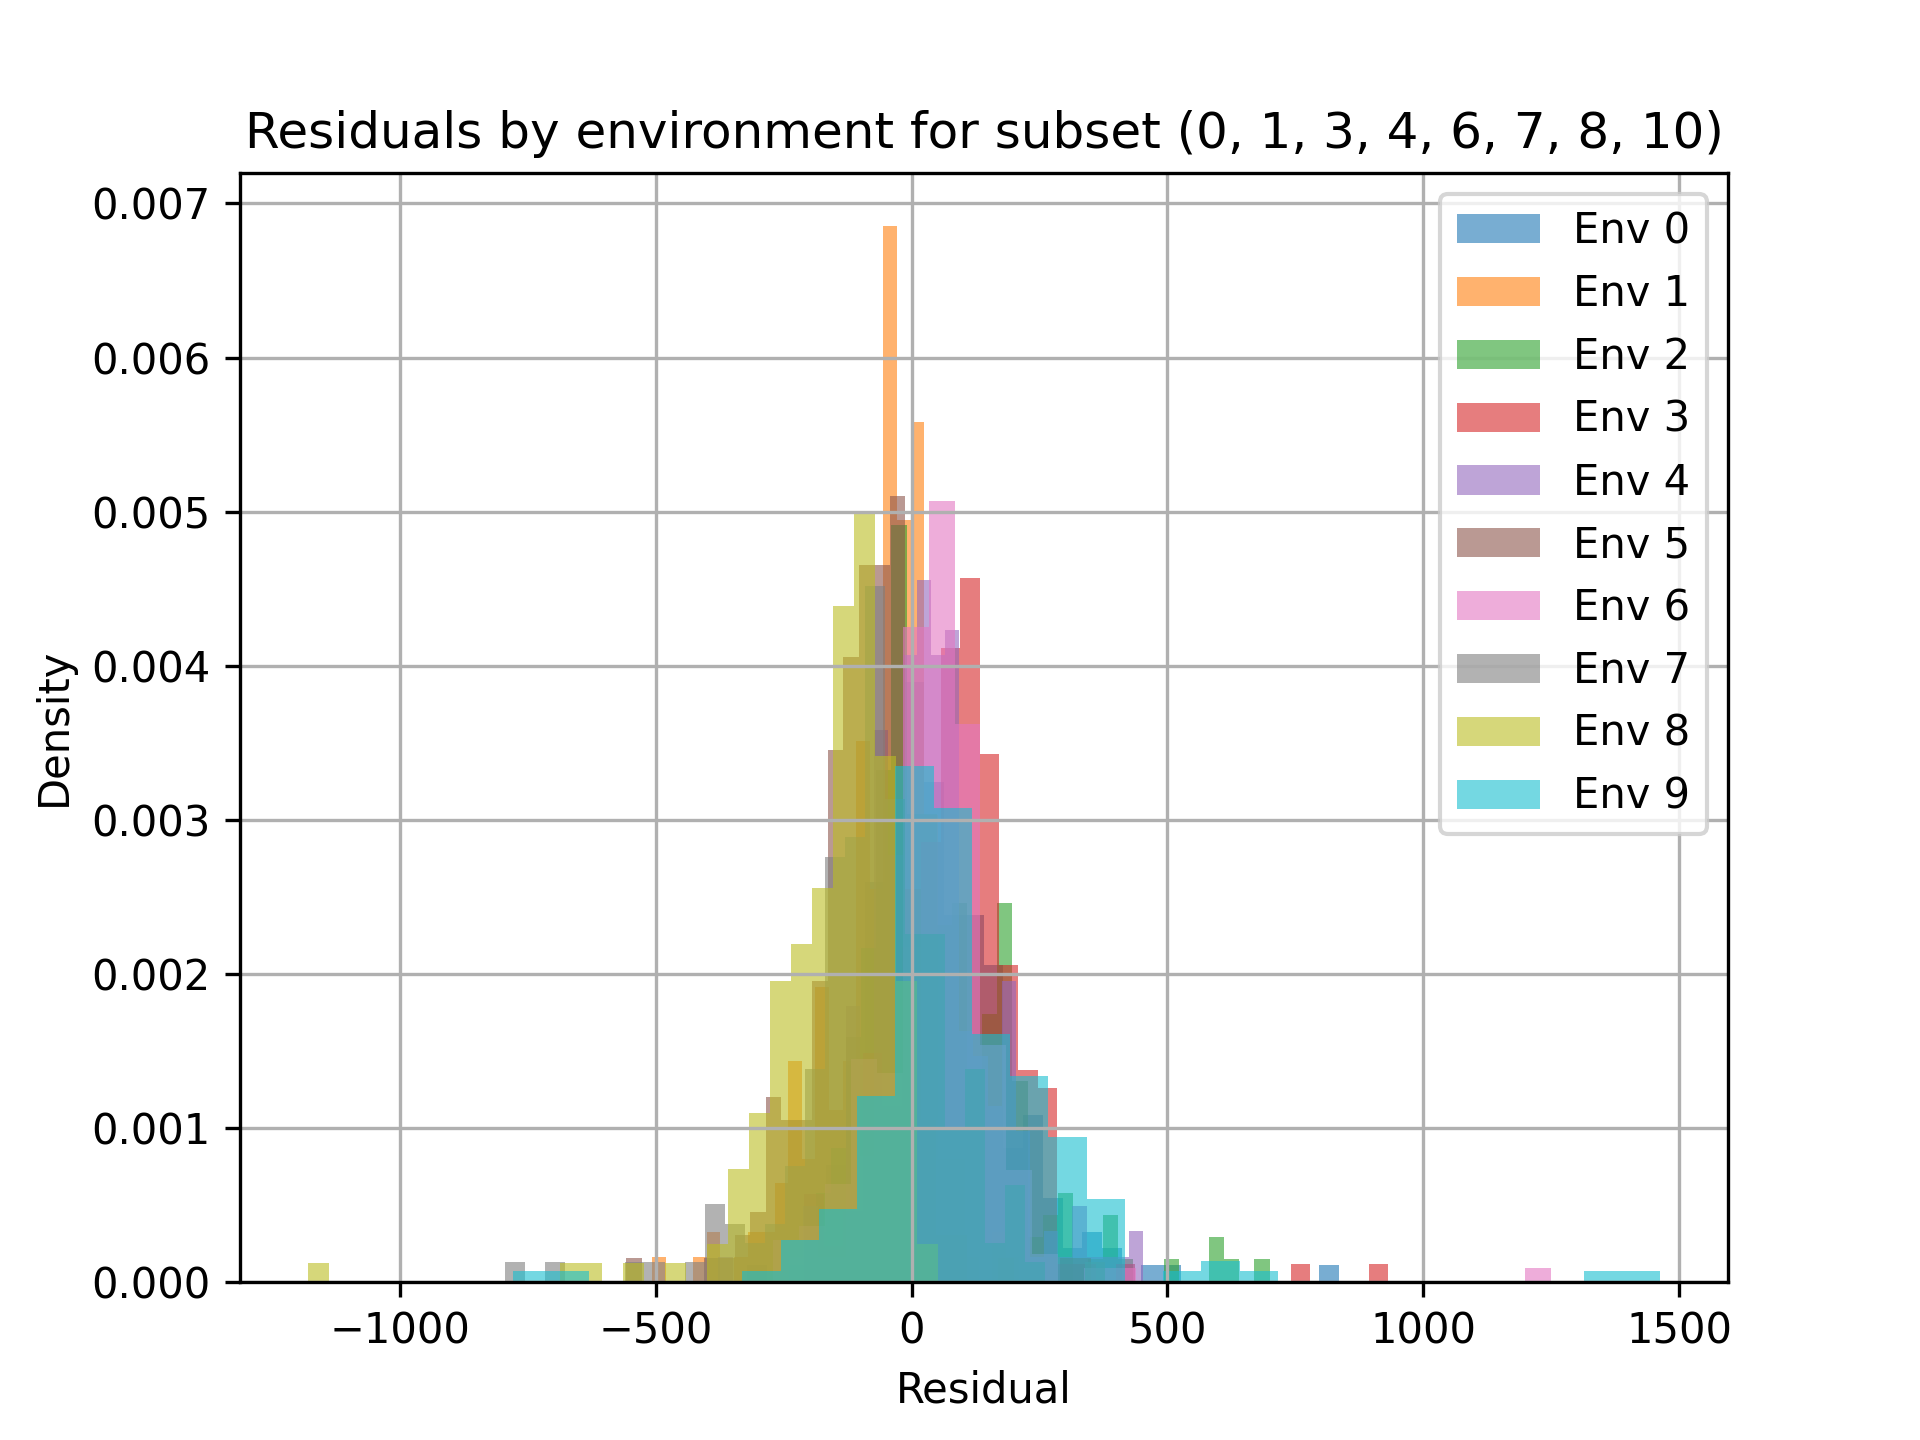 Residuals by environment for subset (0, 1, 3, 4, 6, 7, 8, 10)
0.007
0.006
0.005
0.004
0.003
0.002
0.001
0.000
Density
Env 0
Env 1
Env 2
Env 3
Env 4
Env 5
Env 6
Env 7
Env 8
Env 9
−1000
−500
0
500
1000
1500
Residual